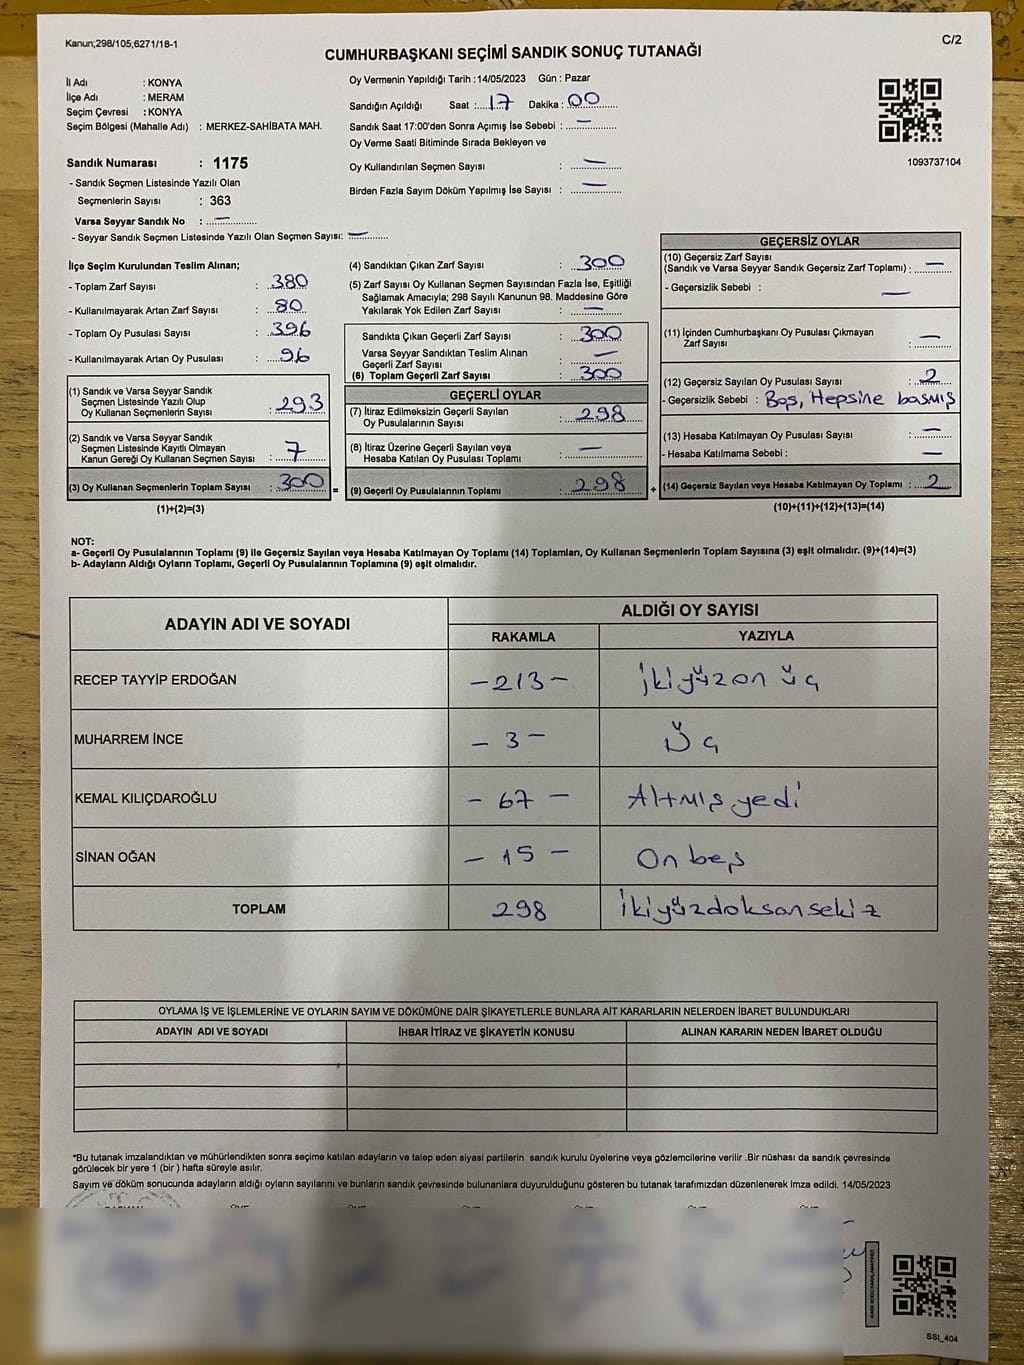 Kanun;298/105;6271/18-1
C/2
CUMHURBAŞKANI SEÇİMİ SANDIK SONUÇ TUTANAĞI
İl Adı : KONYA
İlçe Adı : MERAM
Seçim Çevresi : KONYA
Seçim Bölgesi (Mahalle Adı) : MERKEZ-SAHİBATA MAH.
Sandık Numarası : 1175
- Sandık Seçmen Listesinde Yazılı Olan
Seçmenlerin Sayısı : 363
Varsa Seyyar Sandık No : —
- Seyyar Sandık Seçmen Listesinde Yazılı Olan Seçmen Sayısı: —
Oy Vermenin Yapıldığı Tarih :14/05/2023 Gün : Pazar
Sandığın Açıldığı Saat : 17 Dakika : 00
Sandık Saat 17:00'den Sonra Açımış İse Sebebi : —
Oy Verme Saati Bitiminde Sırada Bekleyen ve
Oy Kullandırılan Seçmen Sayısı : —
Birden Fazla Sayım Döküm Yapılmış İse Sayısı : —
1093737104
İlçe Seçim Kurulundan Teslim Alınan;
- Toplam Zarf Sayısı : 380
- Kullanılmayarak Artan Zarf Sayısı : 80
- Toplam Oy Pusulası Sayısı : 396
- Kullanılmayarak Artan Oy Pusulası : 96
(1) Sandık ve Varsa Seyyar Sandık
Seçmen Listesinde Yazılı Olup
Oy Kullanan Seçmenlerin Sayısı : 293
(2) Sandık ve Varsa Seyyar Sandık
Seçmen Listesinde Kayıtlı Olmayan
Kanun Gereği Oy Kullanan Seçmen Sayısı : 7
(3) Oy Kullanan Seçmenlerin Toplam Sayısı : 300
(1)+(2)=(3)
(4) Sandıktan Çıkan Zarf Sayısı : 300
(5) Zarf Sayısı Oy Kullanan Seçmen Sayısından Fazla İse, Eşitliği
Sağlamak Amacıyla; 298 Sayılı Kanunun 98. Maddesine Göre
Yakılarak Yok Edilen Zarf Sayısı : —
Sandıkta Çıkan Geçerli Zarf Sayısı : 300
Varsa Seyyar Sandıktan Teslim Alınan
Geçerli Zarf Sayısı : —
(6) Toplam Geçerli Zarf Sayısı : 300
GEÇERLİ OYLAR
(7) İtiraz Edilmeksizin Geçerli Sayılan
Oy Pusulalarının Sayısı : 298
(8) İtiraz Üzerine Geçerli Sayılan veya
Hesaba Katılan Oy Pusulası Toplamı : —
= (9) Geçerli Oy Pusulalarının Toplamı : 298 +
GEÇERSİZ OYLAR
(10) Geçersiz Zarf Sayısı
(Sandık ve Varsa Seyyar Sandık Geçersiz Zarf Toplamı) : —
- Geçersizlik Sebebi : —
(11) İçinden Cumhurbaşkanı Oy Pusulası Çıkmayan
Zarf Sayısı : —
(12) Geçersiz Sayılan Oy Pusulası Sayısı : 2
- Geçersizlik Sebebi : Boş, Hepsine basmış
(13) Hesaba Katılmayan Oy Pusulası Sayısı : —
- Hesaba Katılmama Sebebi : —
(14) Geçersiz Sayılan veya Hesaba Katılmayan Oy Toplamı : 2
(10)+(11)+(12)+(13)=(14)
NOT:
a- Geçerli Oy Pusulalarının Toplamı (9) ile Geçersiz Sayılan veya Hesaba Katılmayan Oy Toplamı (14) Toplamları, Oy Kullanan Seçmenlerin Toplam Sayısına (3) eşit olmalıdır. (9)+(14)=(3)
b- Adayların Aldığı Oyların Toplamı, Geçerli Oy Pusulalarının Toplamına (9) eşit olmalıdır.
ADAYIN ADI VE SOYADI ALDIĞI OY SAYISI
RAKAMLA YAZIYLA
RECEP TAYYİP ERDOĞAN -213- ikiyüzon üç
MUHARREM İNCE -3- Üç
KEMAL KILIÇDAROĞLU -67- Altmış yedi
SİNAN OĞAN -15- On beş
TOPLAM 298 ikiyüzdoksansekiz
OYLAMA İŞ VE İŞLEMLERİNE VE OYLARIN SAYIM VE DÖKÜMÜNE DAİR ŞİKAYETLERLE BUNLARA AİT KARARLARIN NELERDEN İBARET BULUNDUKLARI
ADAYIN ADI VE SOYADI İHBAR İTİRAZ VE ŞİKAYETİN KONUSU ALINAN KARARIN NEDEN İBARET OLDUĞU
*Bu tutanak imzalandıktan ve mühürlendikten sonra seçime katılan adayların ve talep eden siyasi partilerin sandık kurulu üyelerine veya gözlemcilerine verilir .Bir nüshası da sandık çevresinde
görülecek bir yere 1 (bir ) hafta süreyle asılır.
Sayım ve döküm sonucunda adayların aldığı oyların sayılarını ve bunların sandık çevresinde bulunanlara duyurulduğunu gösteren bu tutanak tarafımızdan düzenlenerek imza edildi. 14/05/2023
SSI_404